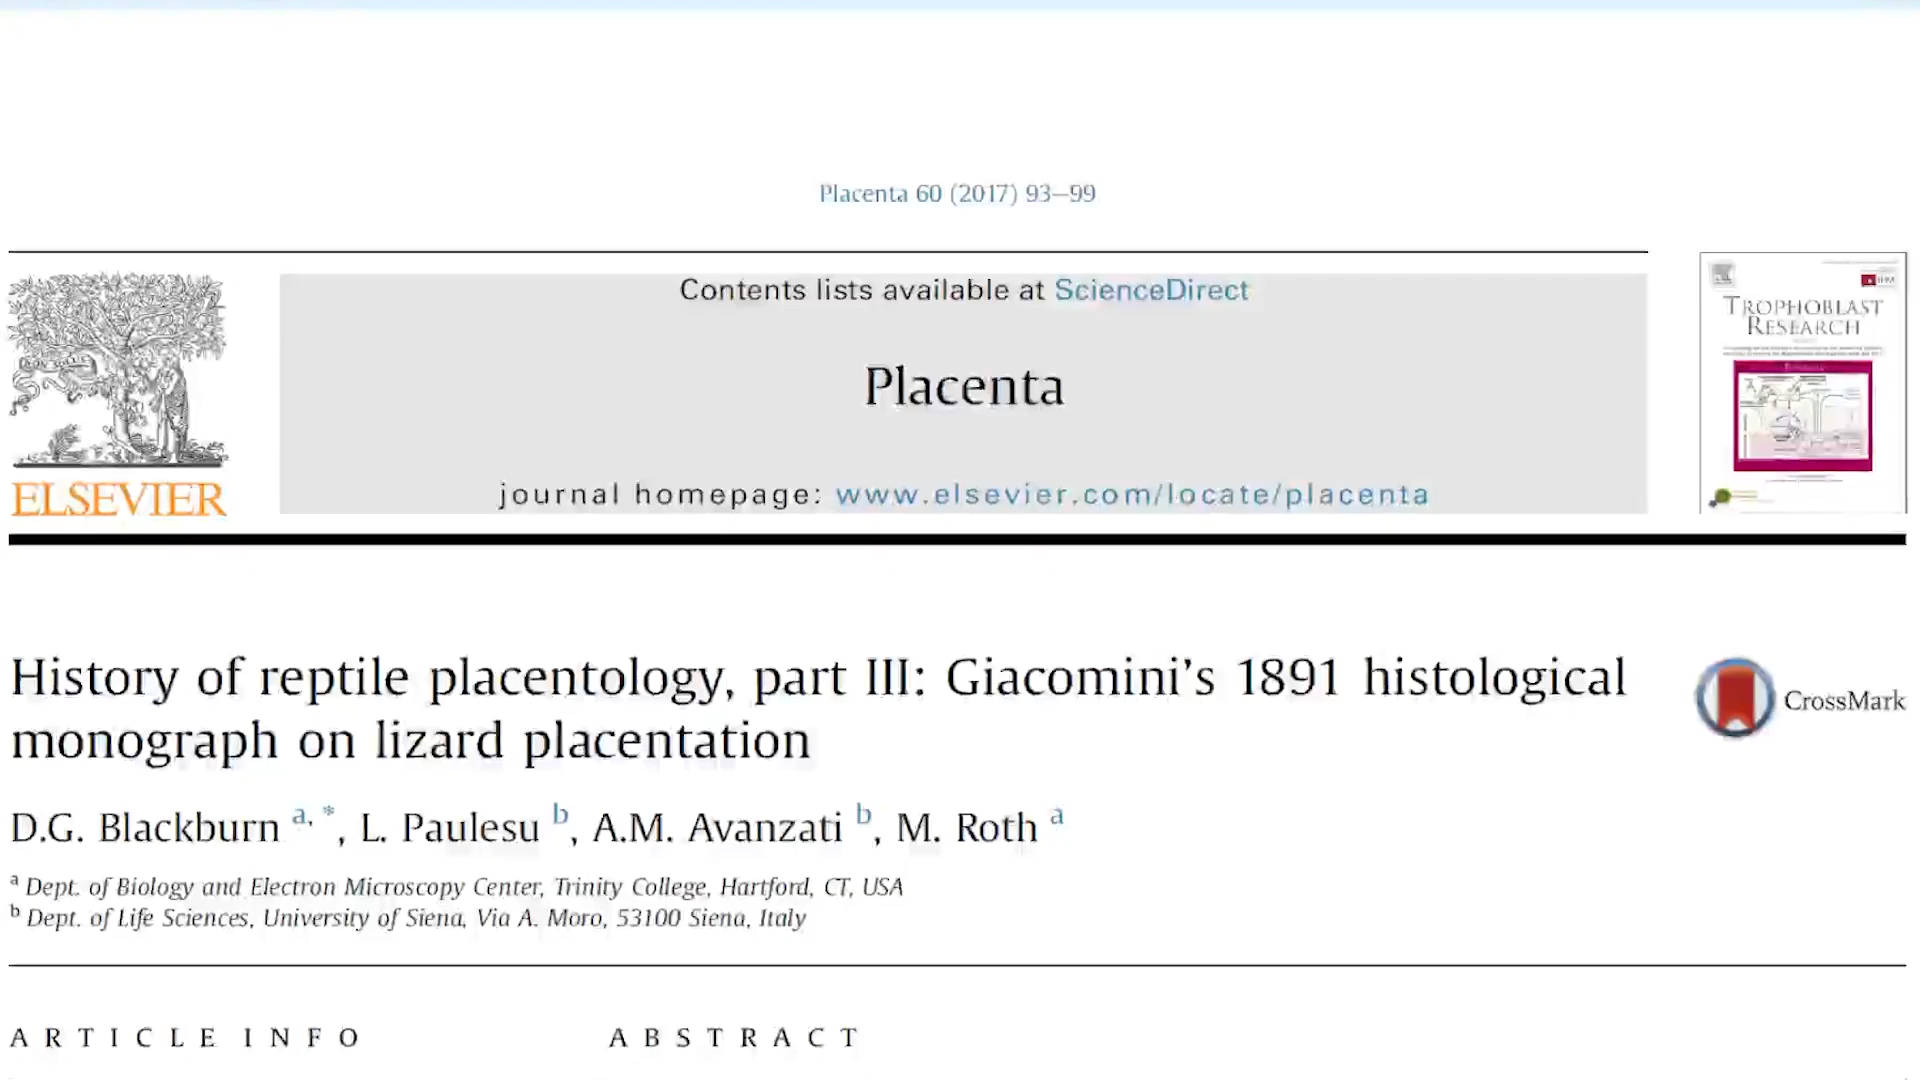 Placenta 60 (2017) 93–99
Contents lists available at ScienceDirect
Placenta
journal homepage: www.elsevier.com/locate/placenta
ELSEVIER
TROPHOBLAST
RESEARCH
History of reptile placentology, part III: Giacomini's 1891 histological
monograph on lizard placentation
CrossMark
D.G. Blackburn a, *, L. Paulesu b, A.M. Avanzati b, M. Roth a
a Dept. of Biology and Electron Microscopy Center, Trinity College, Hartford, CT, USA
b Dept. of Life Sciences, University of Siena, Via A. Moro, 53100 Siena, Italy
ARTICLE INFO
ABSTRACT